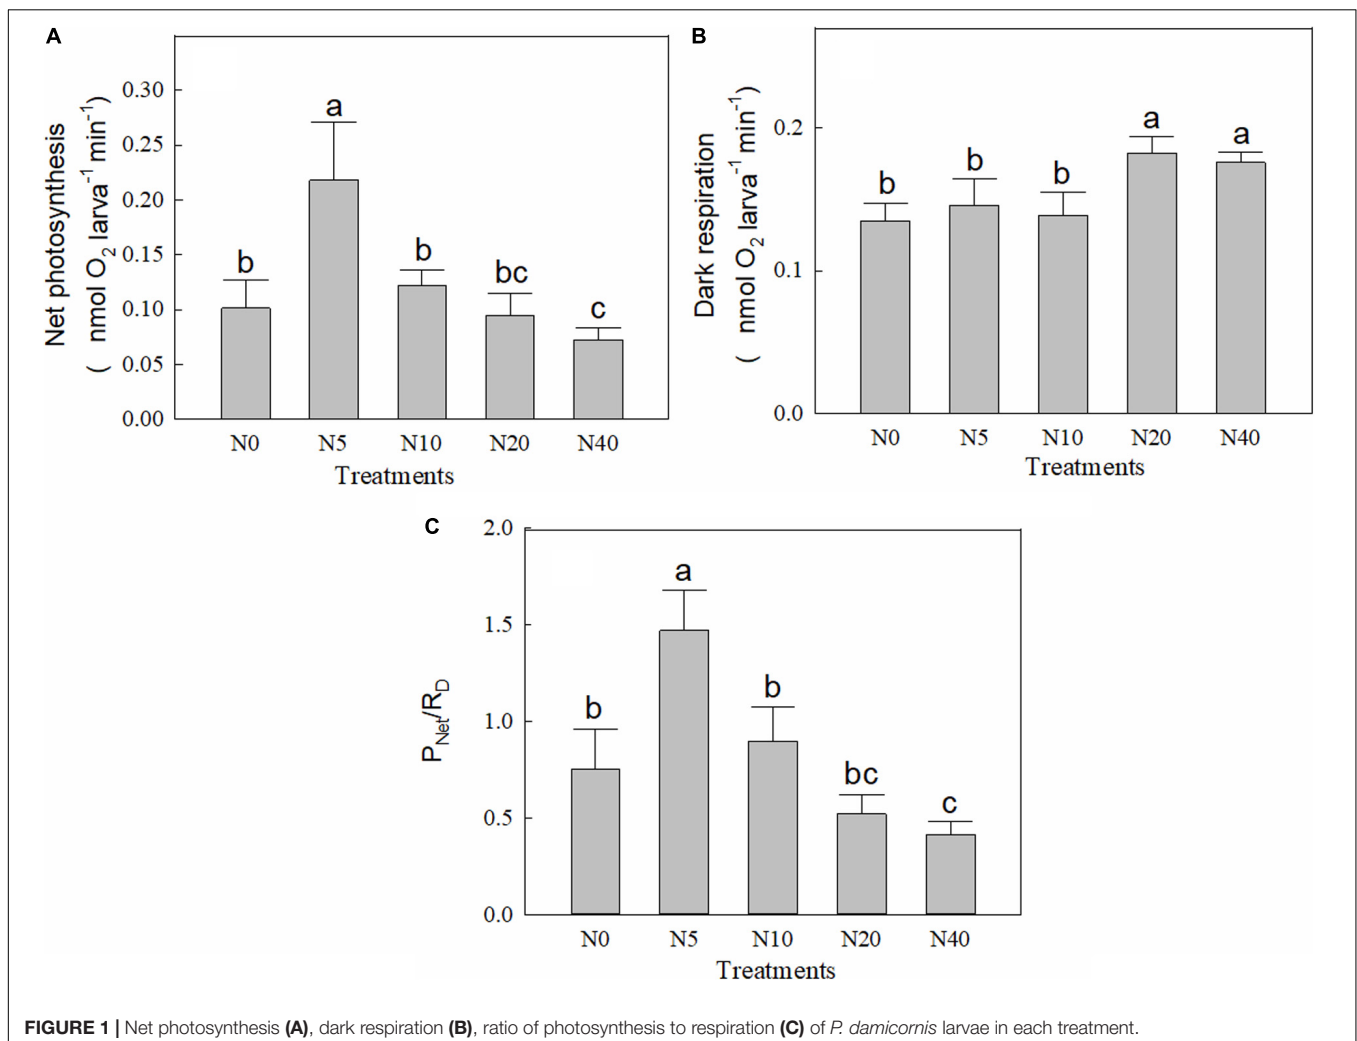 A
Net photosynthesis
( nmol O2 larva-1 min-1)
0.30
0.25
0.20
0.15
0.10
0.05
0.00
b
a
b
bc
c
N0 N5 N10 N20 N40
Treatments
B
Dark respiration
( nmol O2 larva-1 min-1)
0.2
0.1
0.0
b
b
b
a
a
N0 N5 N10 N20 N40
Treatments
C
PNet/RD
2.0
1.5
1.0
0.5
0.0
b
a
b
bc
c
N0 N5 N10 N20 N40
Treatments
FIGURE 1 | Net photosynthesis (A), dark respiration (B), ratio of photosynthesis to respiration (C) of P. damicornis larvae in each treatment.